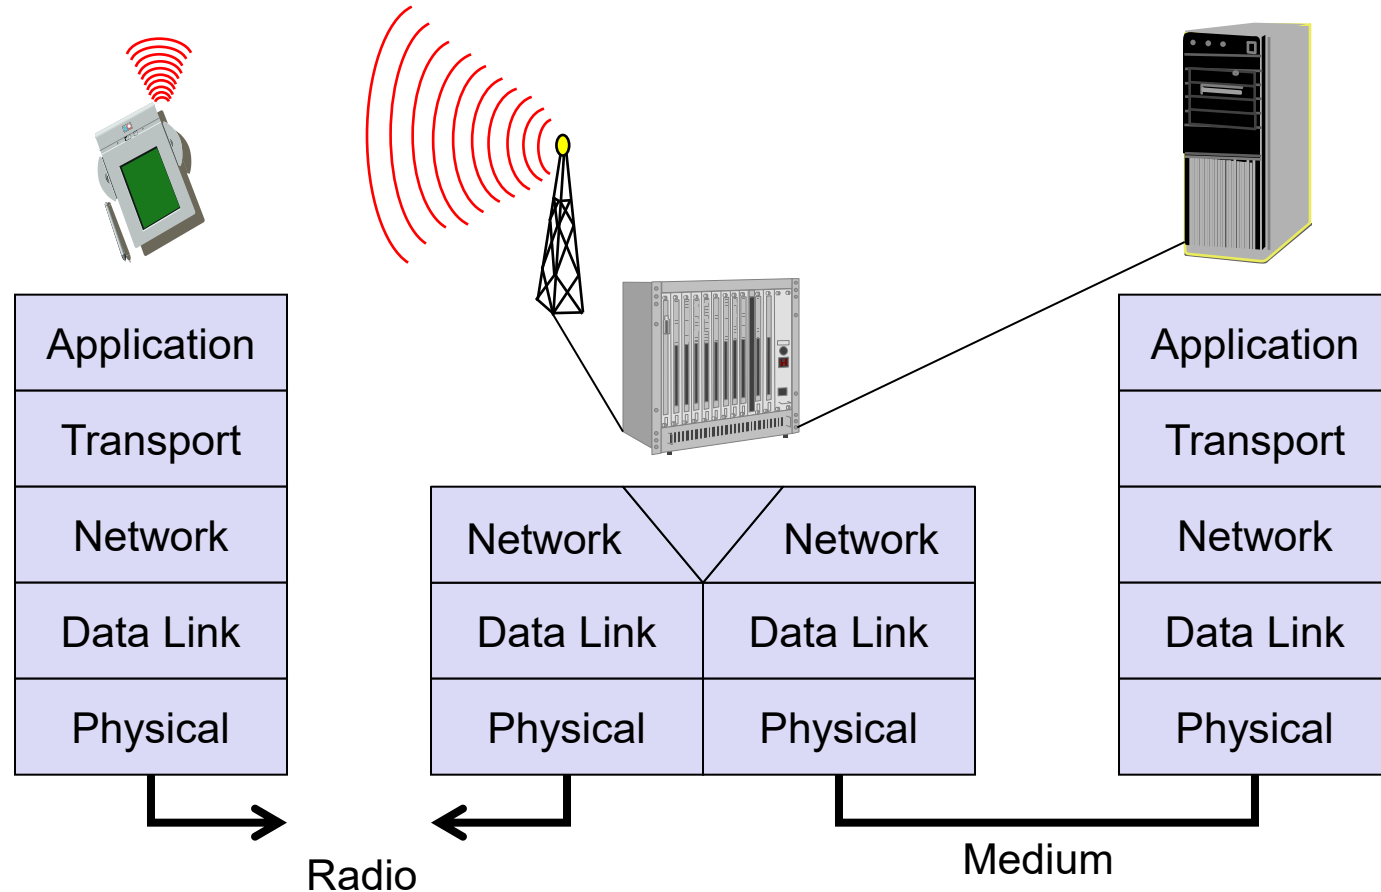 Application
Transport
Network
Data Link
Physical
Network Network
Data Link Data Link
Physical Physical
Application
Transport
Network
Data Link
Physical
Radio
Medium